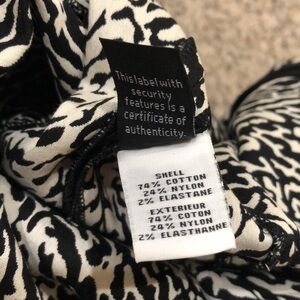 This label with
security
features is a
certificate of
authenticity.
SHELL
74% COTTON
24% NYLON
2% ELASTANE
EXTERIEUR
74% COTON
24% NYLON
2% ELASTHANNE